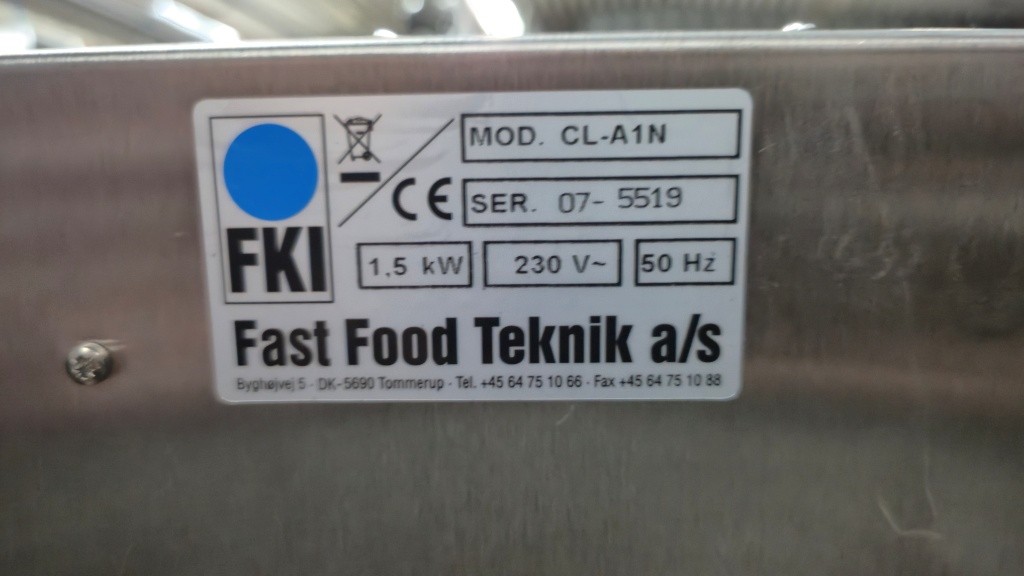 FKI
CE
MOD. CL-A1N
SER. 07- 5519
1,5 kW 230 V~ 50 Hz
Fast Food Teknik a/s
Byghøjvej 5 · DK-5690 Tommerup · Tel. +45 64 75 10 66 · Fax +45 64 75 10 88